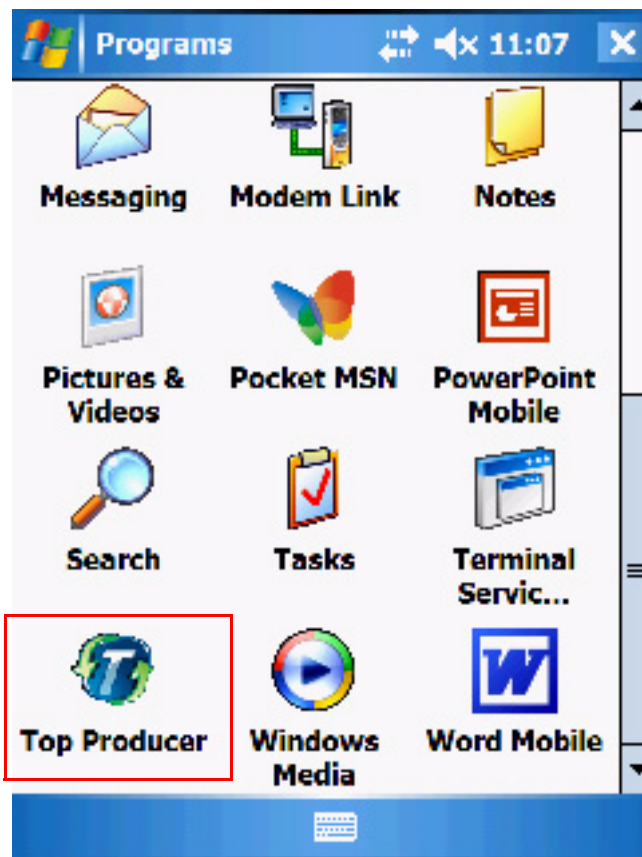 Programs 11:07
Messaging Modem Link Notes
Pictures & Videos Pocket MSN PowerPoint Mobile
Search Tasks Terminal Servic...
Top Producer Windows Media Word Mobile